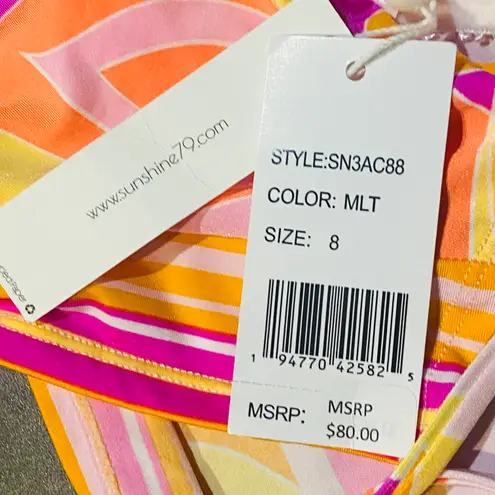 www.sunshine79.com
STYLE:SN3AC88
COLOR: MLT
SIZE: 8
1 94770 42582 5
MSRP: MSRP
$80.00